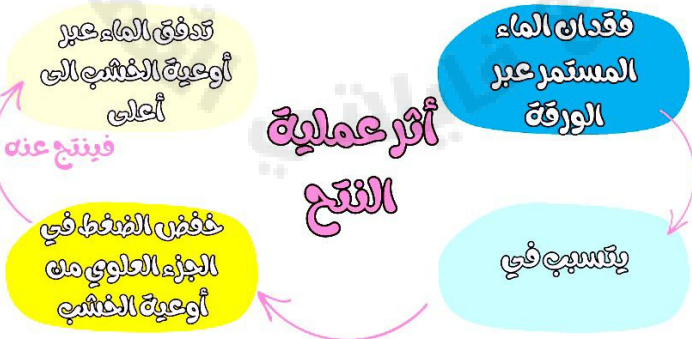 أثر عملية
النتح
فقدان الماء
المستمر عبر
الورقة
يتسبب في
خفض الضغط في
الجزء العلوي من
أوعية الخشب
فينتج عنه
تدفق الماء عبر
أوعية الخشب الى
أعلى